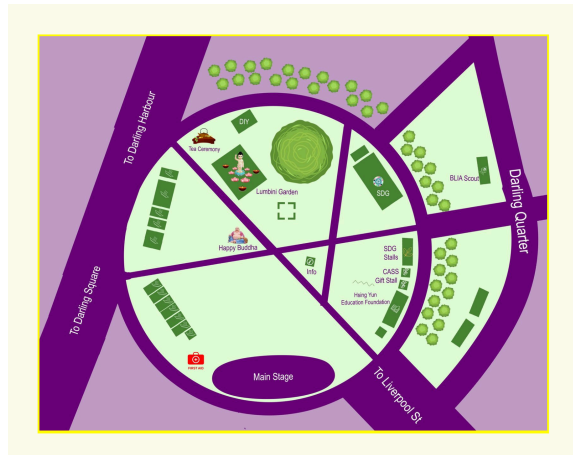 To Darling Harbour
DIY
Tea Ceremony
Lumbini Garden
SDG
BLIA Scout
Darling Quarter
Happy Buddha
Info
SDG
Stalls
CASS
Gift Stall
Hsing Yun
Education Foundation
To Darling Square
FIRST AID
Main Stage
To Liverpool St